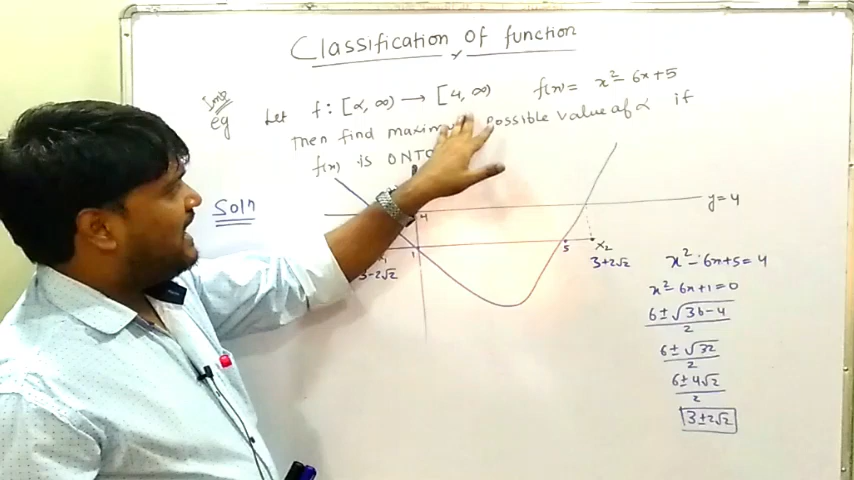 Classification of function
Imp
eg Let f : [α, ∞) → [4, ∞) f(x) = x² - 6x + 5
Then find maximum possible value of α if
f(x) is ONTO
Soln
y = 4
4
1
5
x₂
3-2√2
3+2√2
x² - 6x + 5 = 4
x² - 6x + 1 = 0
6 ± √36 - 4 / 2
6 ± √32 / 2
6 ± 4√2 / 2
3 ± 2√2